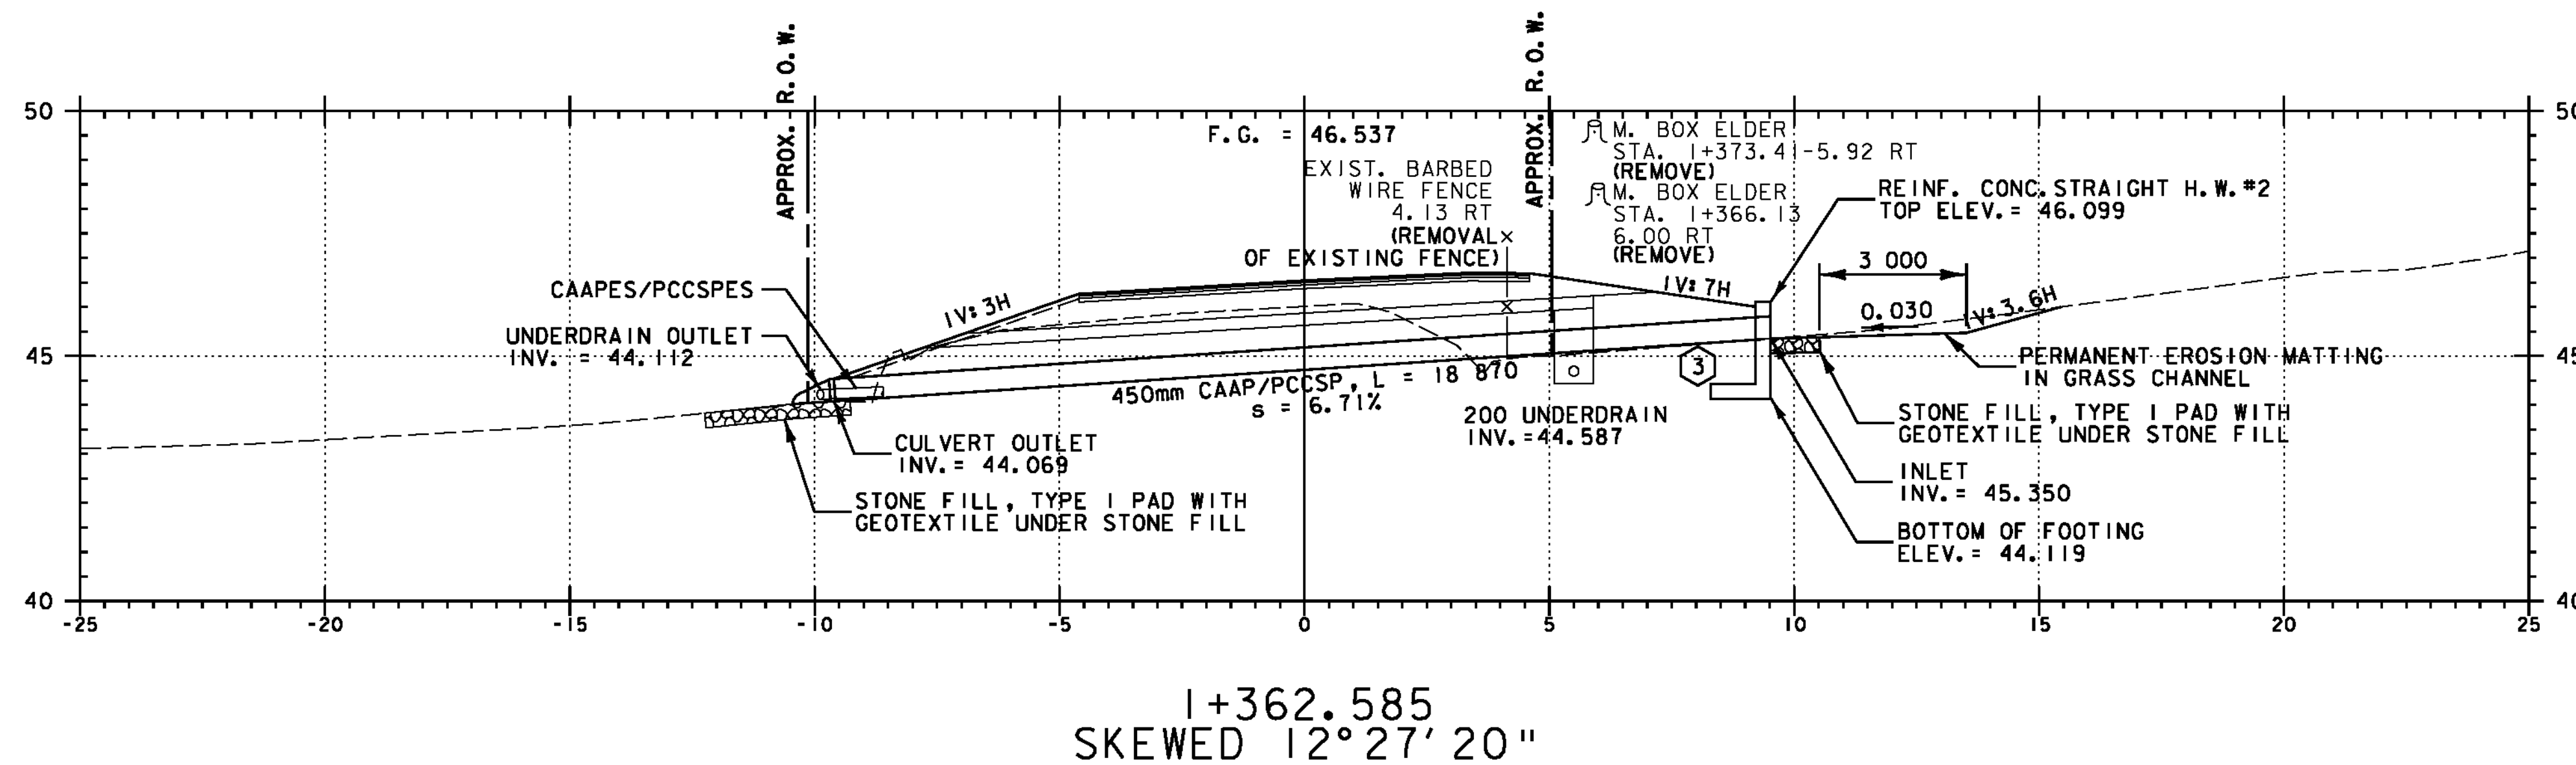 APPROX. R.O.W.
APPROX. R.O.W.
50
50
F.G. = 46.537
EXIST. BARBED
WIRE FENCE
4.13 RT
(REMOVAL
OF EXISTING FENCE)
M. BOX ELDER
STA. 1+373.41-5.92 RT
(REMOVE)
M. BOX ELDER
STA. 1+366.13
6.00 RT
(REMOVE)
REINF. CONC. STRAIGHT H.W. #2
TOP ELEV. = 46.099
3 000
0.030
1V:3H
1V:7H
V:3.6H
CAAPES/PCCSPES
UNDERDRAIN OUTLET
INV. = 44.112
45
45
450mm CAAP/PCCSP, L = 18 870
s = 6.71%
3
200 UNDERDRAIN
INV.=44.587
PERMANENT EROSION MATTING
IN GRASS CHANNEL
STONE FILL, TYPE I PAD WITH
GEOTEXTILE UNDER STONE FILL
CULVERT OUTLET
INV. = 44.069
INLET
INV. = 45.350
STONE FILL, TYPE I PAD WITH
GEOTEXTILE UNDER STONE FILL
BOTTOM OF FOOTING
ELEV. = 44.119
40
-25 -20 -15 -10 -5 0 5 10 15 20 25
1+362.585
SKEWED 12°27'20"